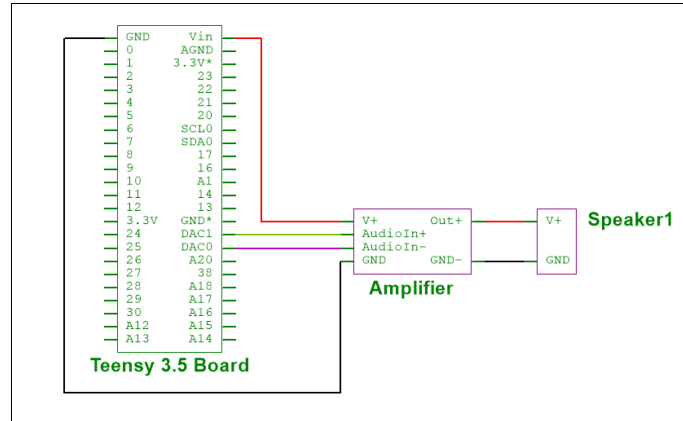 GND Vin
0 AGND
1 3.3V*
2 23
3 22
4 21
5 20
6 SCL0
7 SDA0
8 17
9 16
10 A1
11 14
12 13
3.3V GND*
24 DAC1
25 DAC0
26 A20
27 38
28 A18
29 A17
30 A16
A12 A15
A13 A14
Teensy 3.5 Board
V+ Out+
AudioIn+
AudioIn-
GND GND-
Amplifier
V+
GND
Speaker1